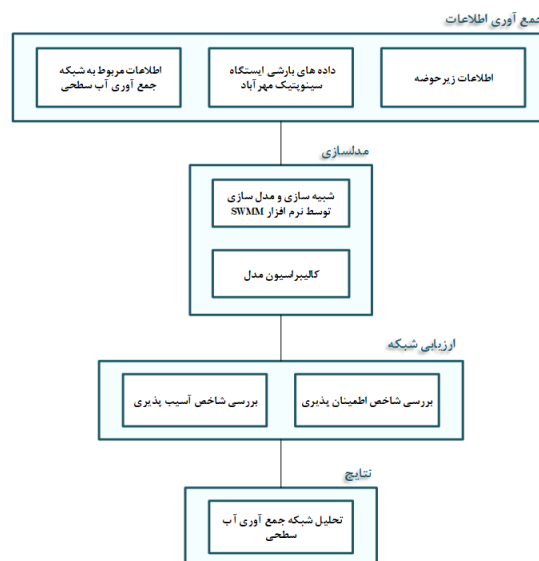 جمع آوری اطلاعات
اطلاعات زیرحوضه
داده های بارشی ایستگاه
سینوپتیک مهرآباد
اطلاعات مربوط به شبکه
جمع آوری آب سطحی
مدلسازی
شبیه سازی و مدل سازی
توسط نرم افزار SWMM
کالیبراسیون مدل
ارزیابی شبکه
بررسی شاخص اطمینان پذیری
بررسی شاخص آسیب پذیری
نتایج
تحلیل شبکه جمع آوری آب
سطحی